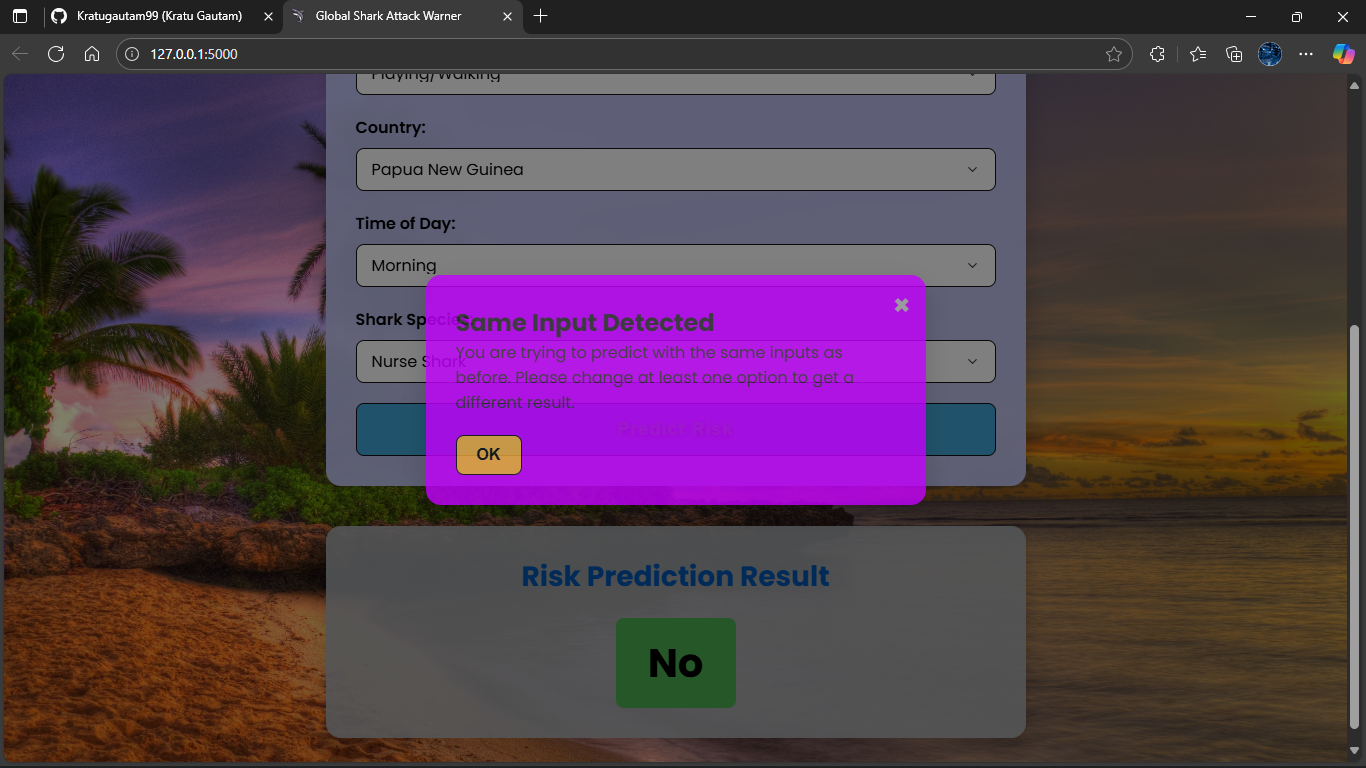 Kratugautam99 (Kratu Gautam)
Global Shark Attack Warner
127.0.0.1:5000
Playing/Walking
Country:
Papua New Guinea
Time of Day:
Morning
Shark Species:
Same Input Detected
You are trying to predict with the same inputs as
before. Please change at least one option to get a
different result.
Nurse Shark
Predict Risk
OK
Risk Prediction Result
No